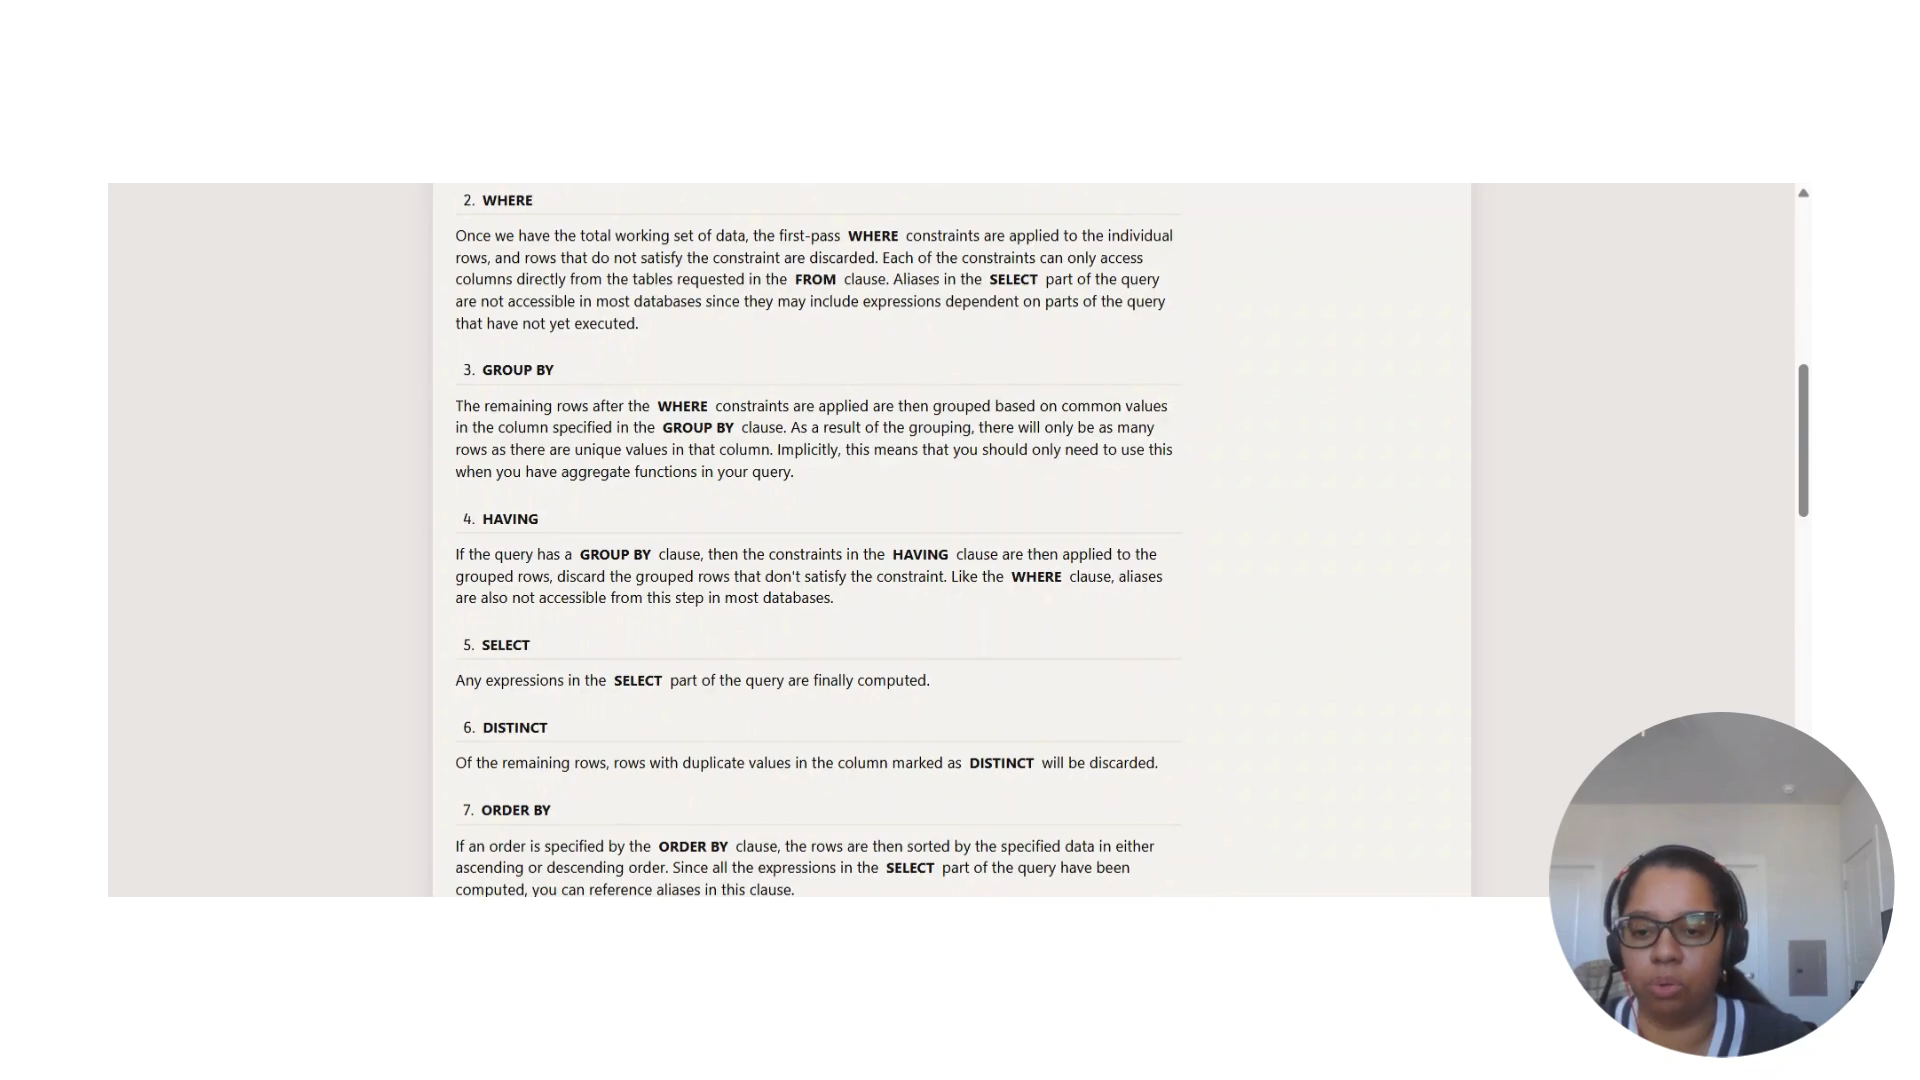 2. WHERE
Once we have the total working set of data, the first-pass WHERE constraints are applied to the individual
rows, and rows that do not satisfy the constraint are discarded. Each of the constraints can only access
columns directly from the tables requested in the FROM clause. Aliases in the SELECT part of the query
are not accessible in most databases since they may include expressions dependent on parts of the query
that have not yet executed.
3. GROUP BY
The remaining rows after the WHERE constraints are applied are then grouped based on common values
in the column specified in the GROUP BY clause. As a result of the grouping, there will only be as many
rows as there are unique values in that column. Implicitly, this means that you should only need to use this
when you have aggregate functions in your query.
4. HAVING
If the query has a GROUP BY clause, then the constraints in the HAVING clause are then applied to the
grouped rows, discard the grouped rows that don't satisfy the constraint. Like the WHERE clause, aliases
are also not accessible from this step in most databases.
5. SELECT
Any expressions in the SELECT part of the query are finally computed.
6. DISTINCT
Of the remaining rows, rows with duplicate values in the column marked as DISTINCT will be discarded.
7. ORDER BY
If an order is specified by the ORDER BY clause, the rows are then sorted by the specified data in either
ascending or descending order. Since all the expressions in the SELECT part of the query have been
computed, you can reference aliases in this clause.